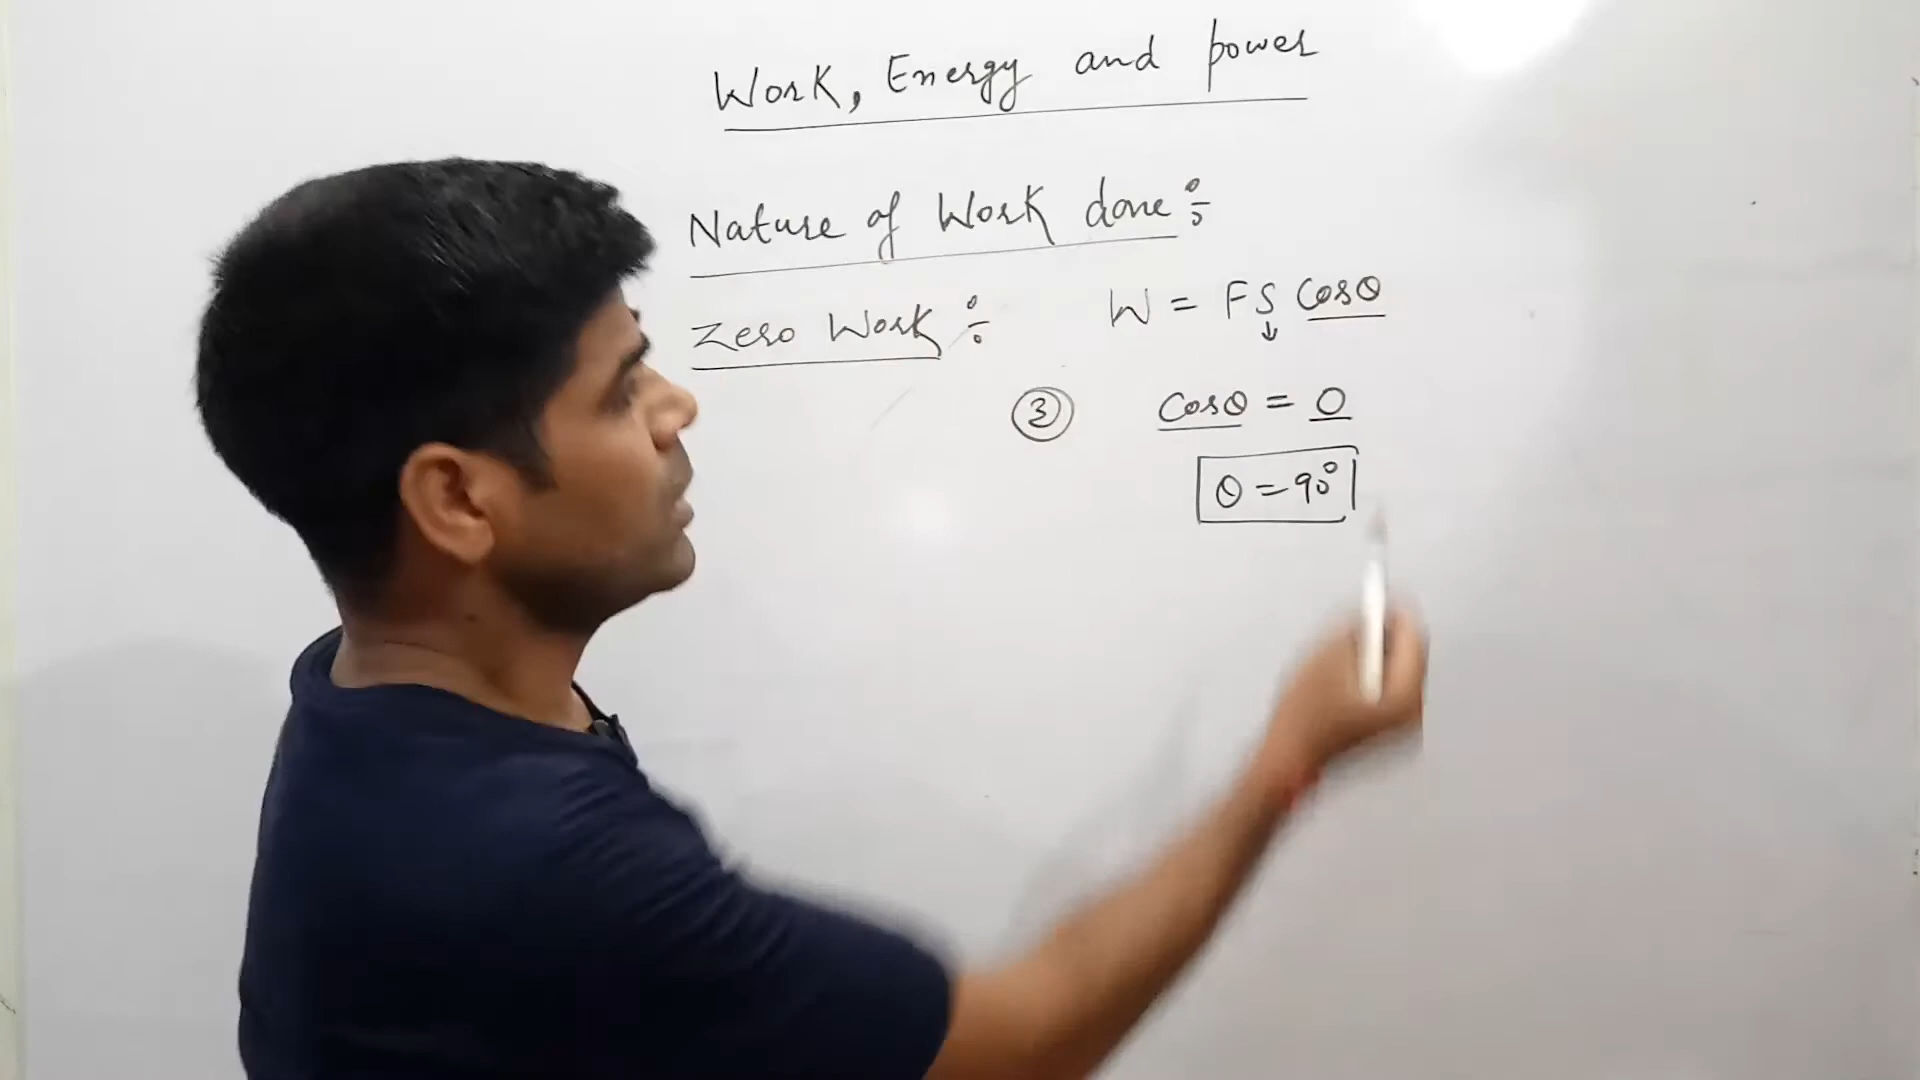 Work, Energy and power
Nature of Work done ÷
Zero Work ÷ W = FS Cosθ
↓
③ Cosθ = 0
θ = 90°